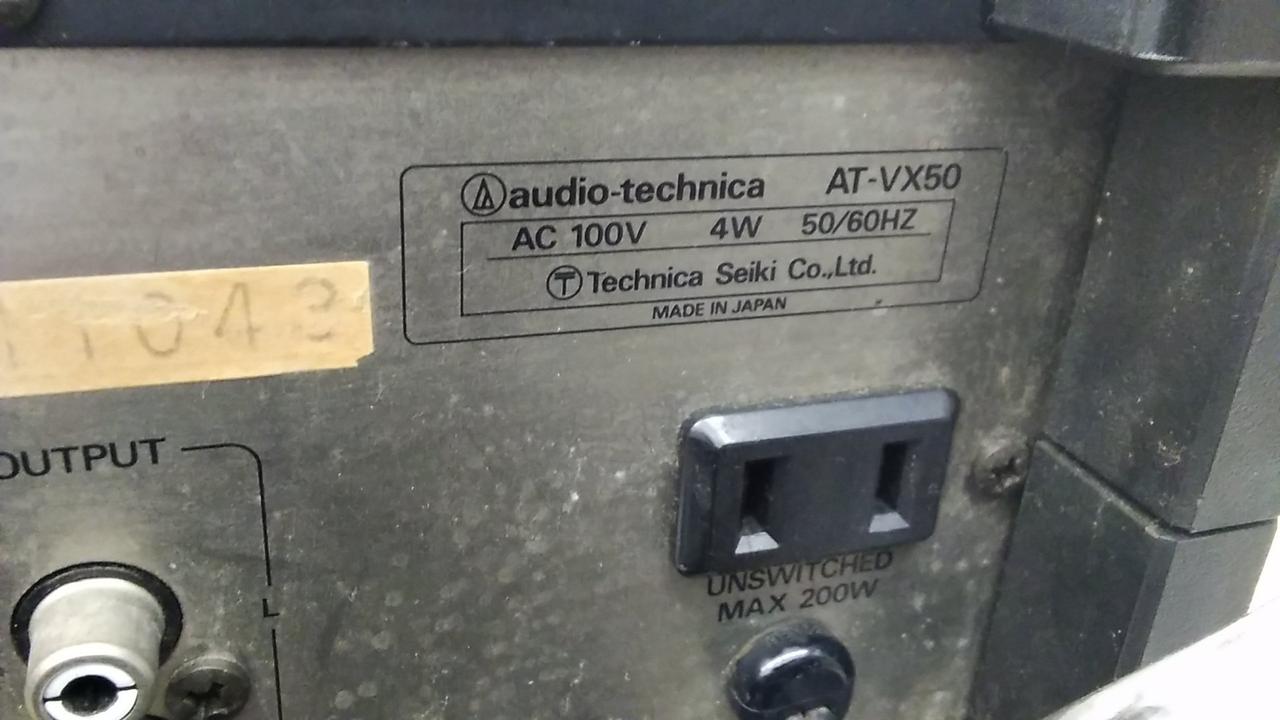 audio-technica AT-VX50
AC 100V 4W 50/60HZ
Technica Seiki Co.,Ltd.
MADE IN JAPAN
OUTPUT
L
UNSWITCHED
MAX 200W